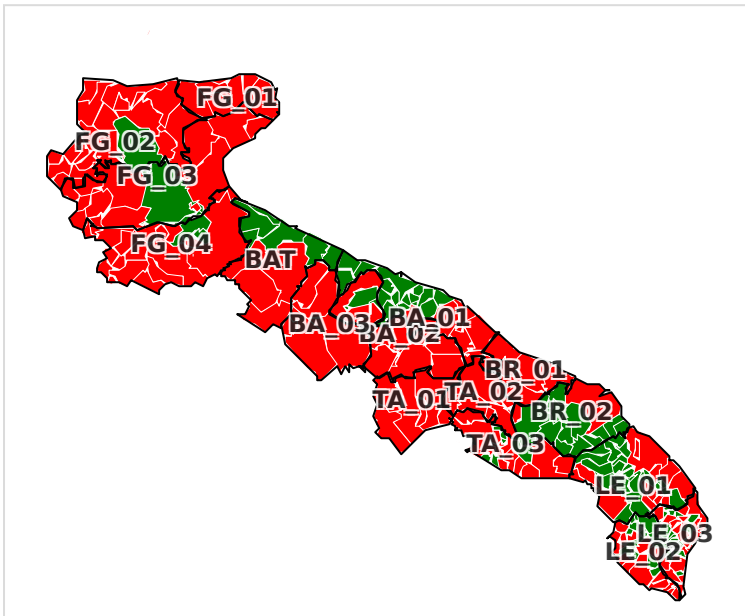 FG_01
FG_02
FG_03
FG_04
BAT
BA_01
BA_03
BA_02
BR_01
TA_02
TA_01
BR_02
TA_03
LE_01
LE_03
LE_02